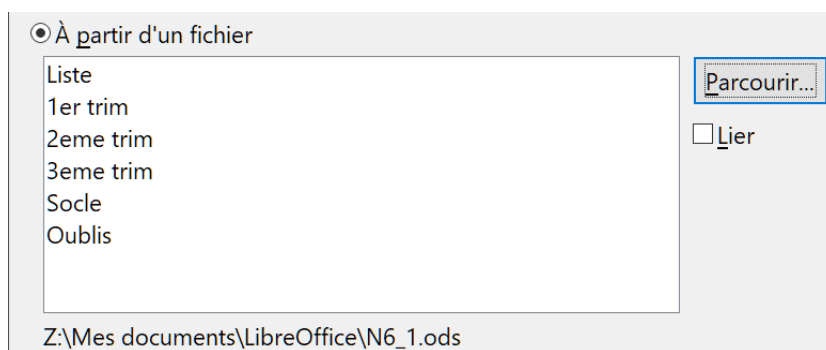 À partir d'un fichier
Liste
1er trim
2eme trim
3eme trim
Socle
Oublis
Parcourir...
Lier
Z:\Mes documents\LibreOffice\N6_1.ods